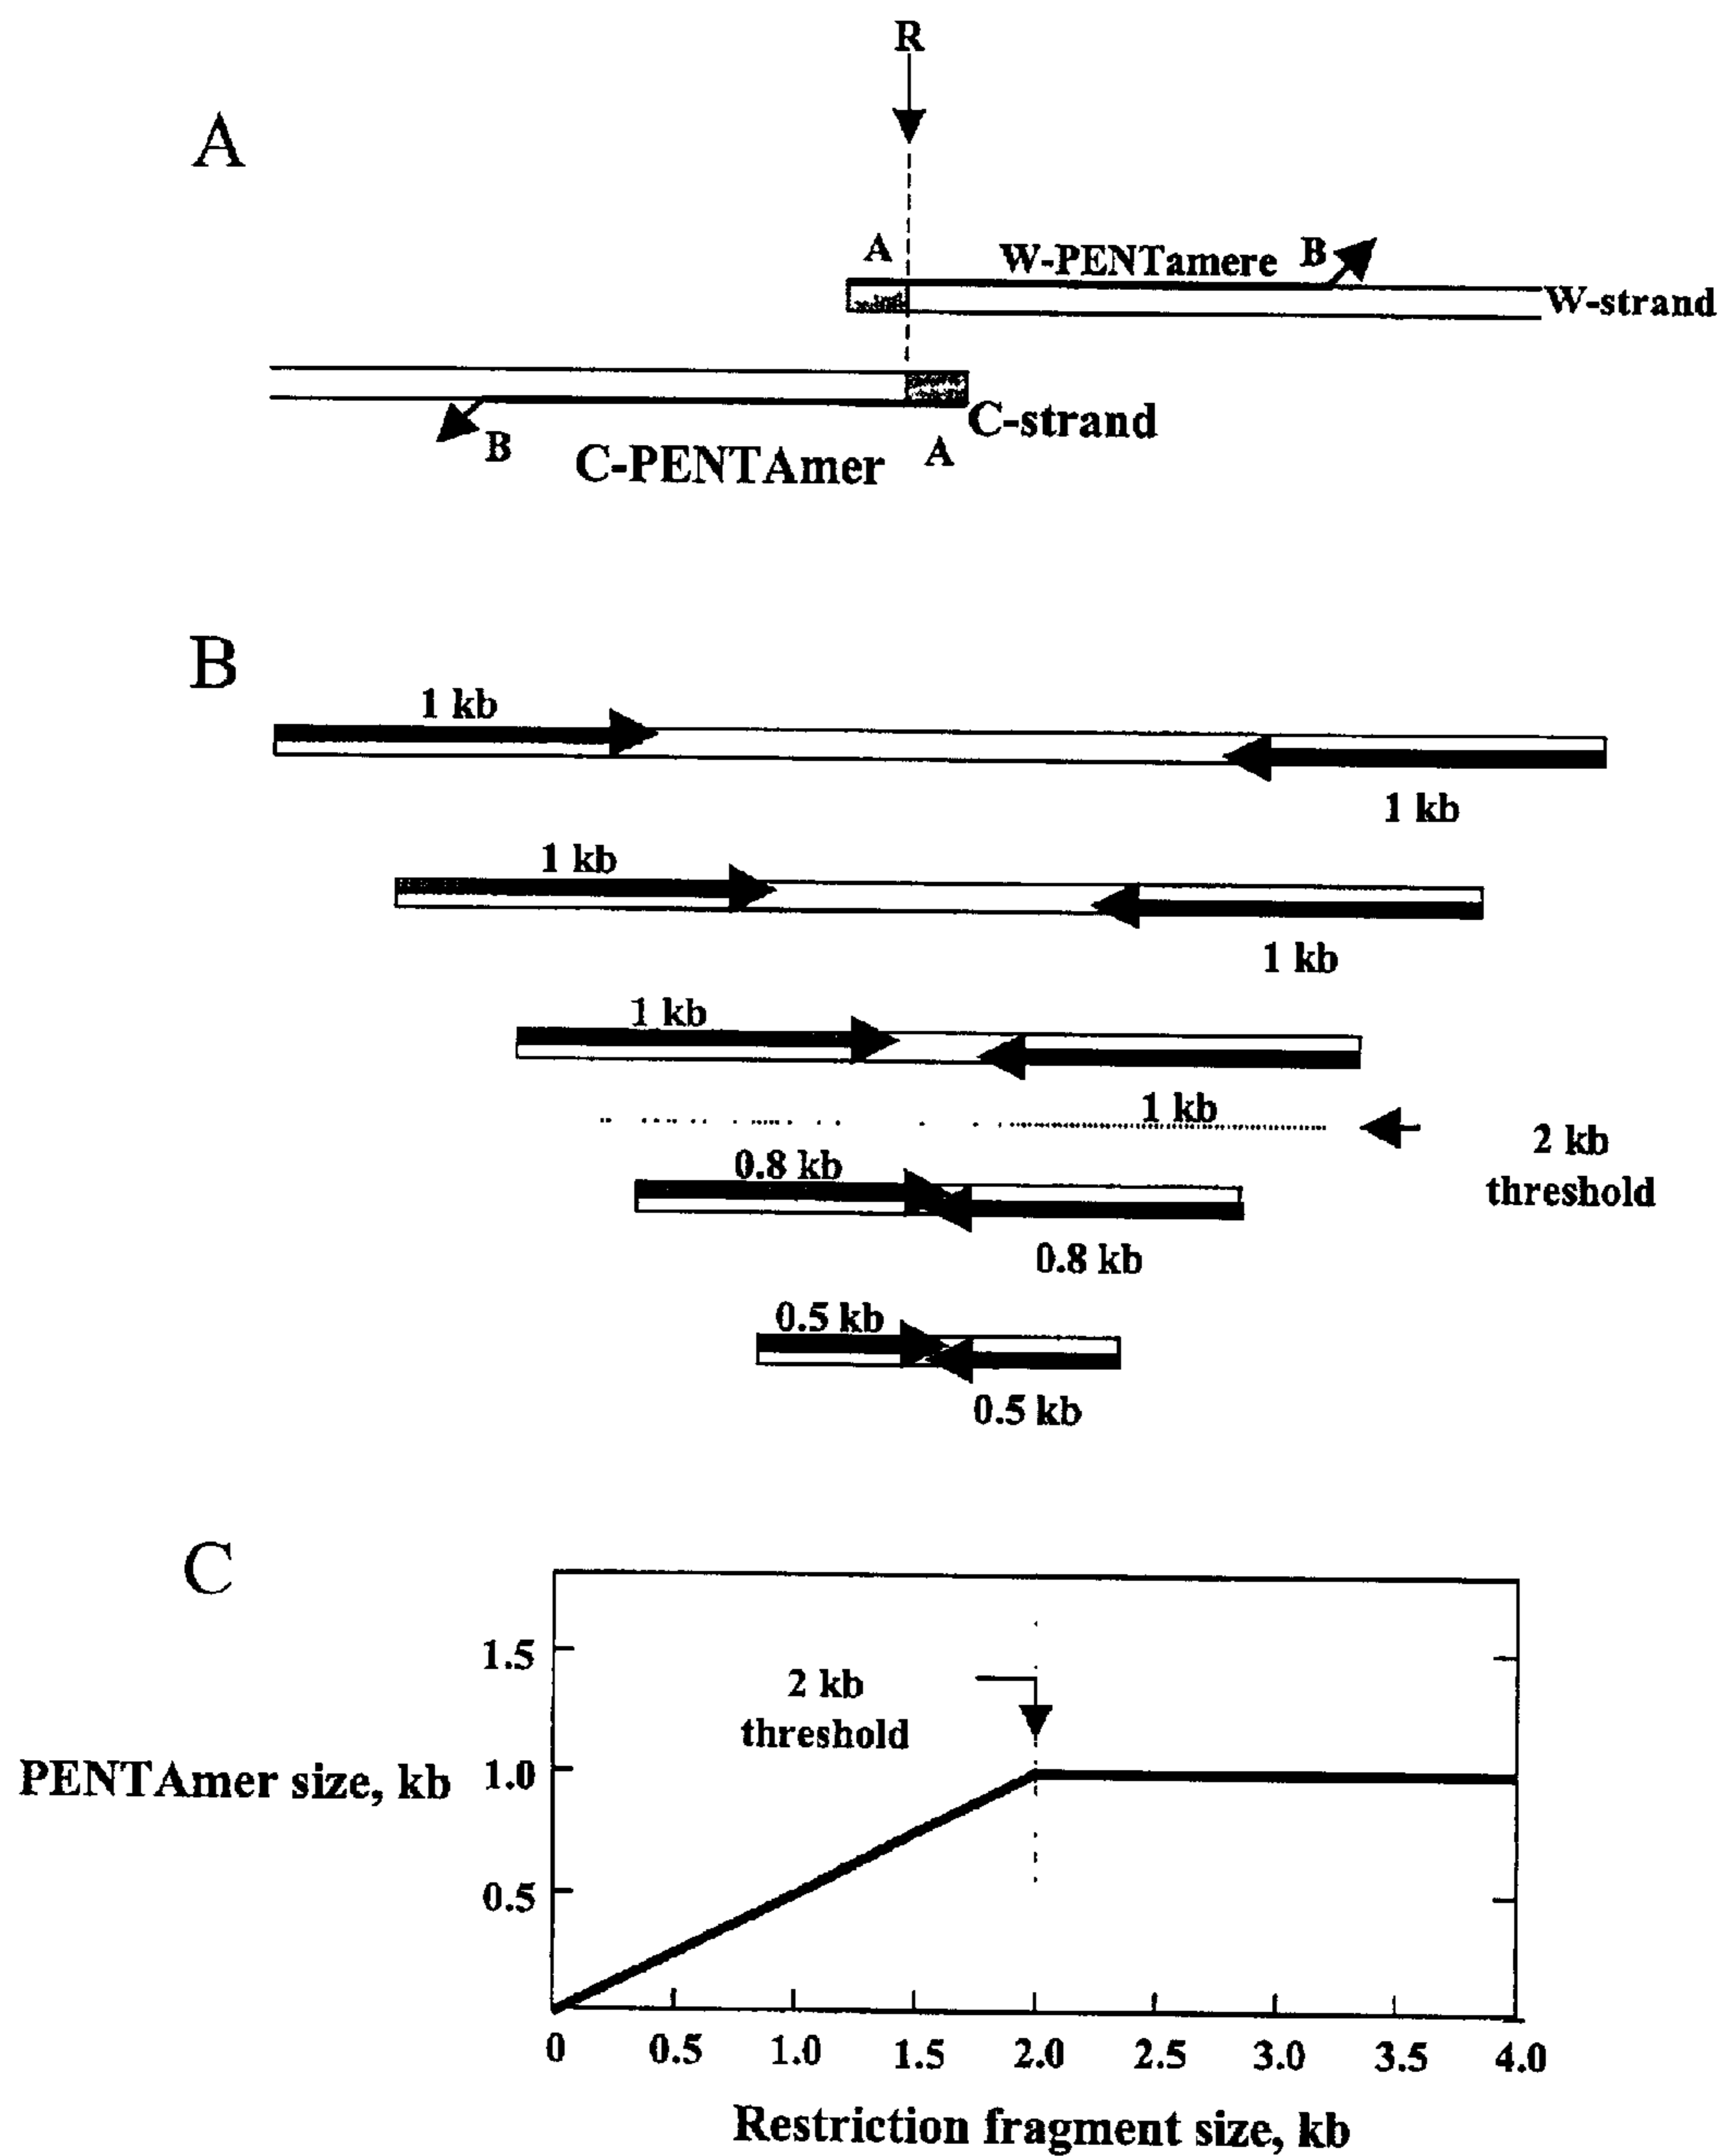 R
A
A
W-PENTamere
B
W-strand
B
C-PENTAmer
A
C-strand
B
1 kb
1 kb
1 kb
1 kb
1 kb
1 kb
2 kb
threshold
0.8 kb
0.8 kb
0.5 kb
0.5 kb
C
1.5
1.0
0.5
2 kb
threshold
PENTAmer size, kb
0 0.5 1.0 1.5 2.0 2.5 3.0 3.5 4.0
Restriction fragment size, kb